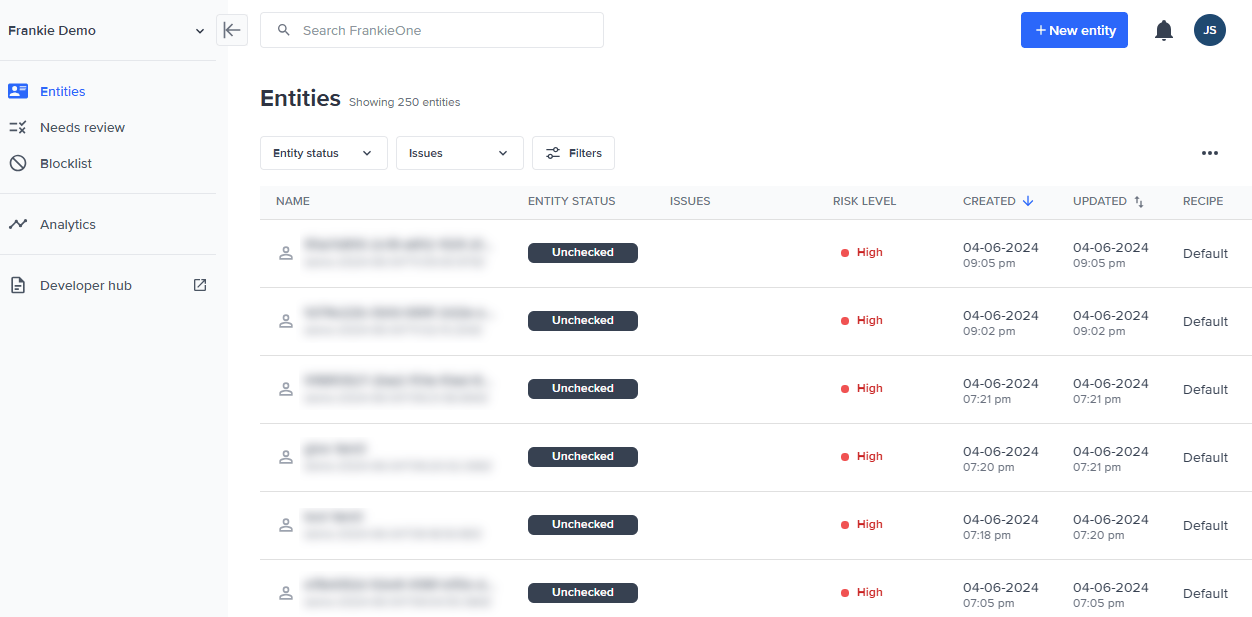 Frankie Demo
Search FrankieOne
+ New entity
JS
Entities
Needs review
Blocklist
Analytics
Developer hub
Entities Showing 250 entities
Entity status
Issues
Filters
NAME ENTITY STATUS ISSUES RISK LEVEL CREATED UPDATED RECIPE
Unchecked High 04-06-2024 04-06-2024 Default
09:05 pm 09:05 pm
Unchecked High 04-06-2024 04-06-2024 Default
09:02 pm 09:02 pm
Unchecked High 04-06-2024 04-06-2024 Default
07:21 pm 07:21 pm
Unchecked High 04-06-2024 04-06-2024 Default
07:20 pm 07:21 pm
Unchecked High 04-06-2024 04-06-2024 Default
07:18 pm 07:20 pm
Unchecked High 04-06-2024 04-06-2024 Default
07:05 pm 07:05 pm